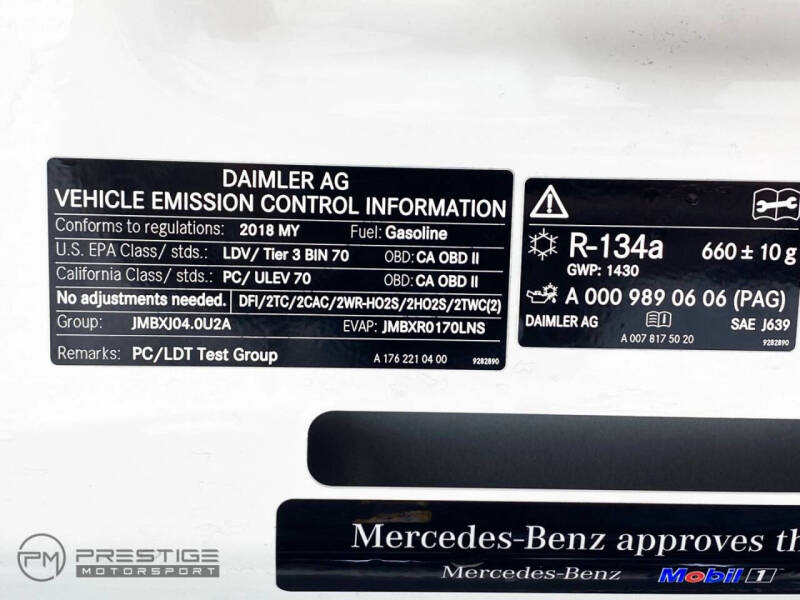 DAIMLER AG
VEHICLE EMISSION CONTROL INFORMATION
Conforms to regulations: 2018 MY Fuel: Gasoline
U.S. EPA Class/ stds.: LDV/ Tier 3 BIN 70 OBD: CA OBD II
California Class/ stds.: PC/ ULEV 70 OBD: CA OBD II
No adjustments needed. DFI/2TC/2CAC/2WR-HO2S/2HO2S/2TWC(2)
Group: JMBXJ04.0U2A EVAP: JMBXR0170LNS
Remarks: PC/LDT Test Group A 176 221 04 00 9282890
R-134a 660 ± 10 g
GWP: 1430
A 000 989 06 06 (PAG)
DAIMLER AG SAE J639
A 007 817 50 20 9282890
Mercedes-Benz approves th
Mercedes-Benz Mobil 1
PM PRESTIGE
MOTORSPORT